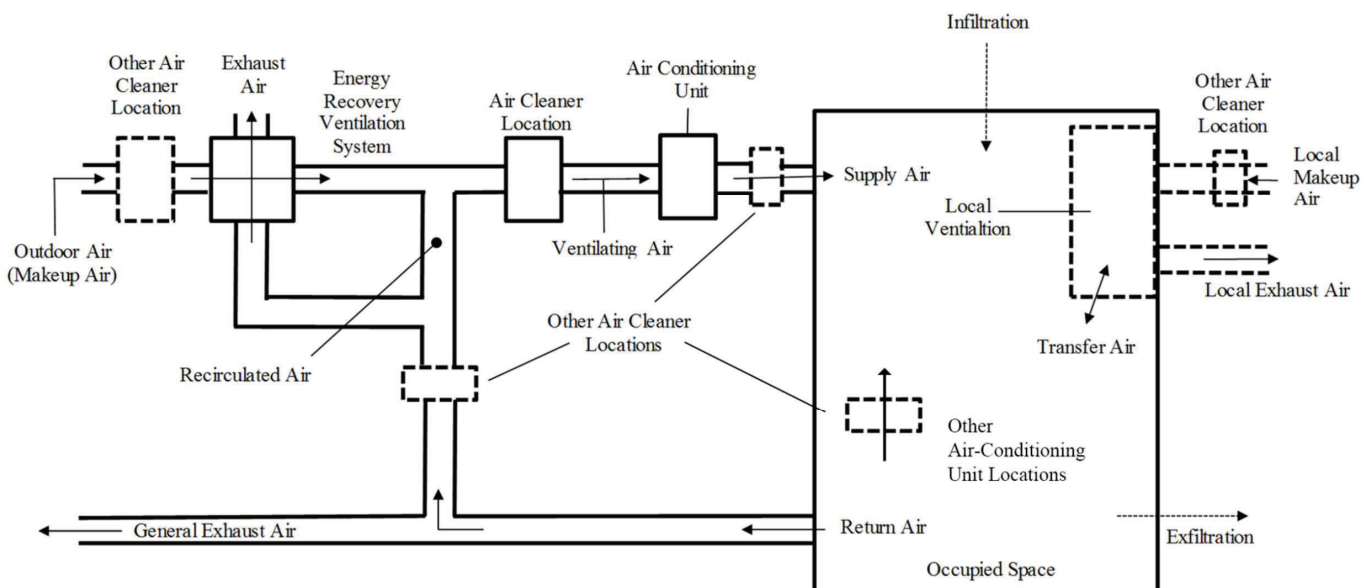 Infiltration
Other Air
Cleaner
Location
Exhaust
Air
Energy
Recovery
Ventilation
System
Air Cleaner
Location
Air Conditioning
Unit
Other Air
Cleaner
Location
Local
Makeup
Air
Supply Air
Local
Ventialtion
Outdoor Air
(Makeup Air)
Ventilating Air
Local Exhaust Air
Other Air Cleaner
Locations
Transfer Air
Recirculated Air
Other
Air-Conditioning
Unit Locations
General Exhaust Air
Return Air
Exfiltration
Occupied Space